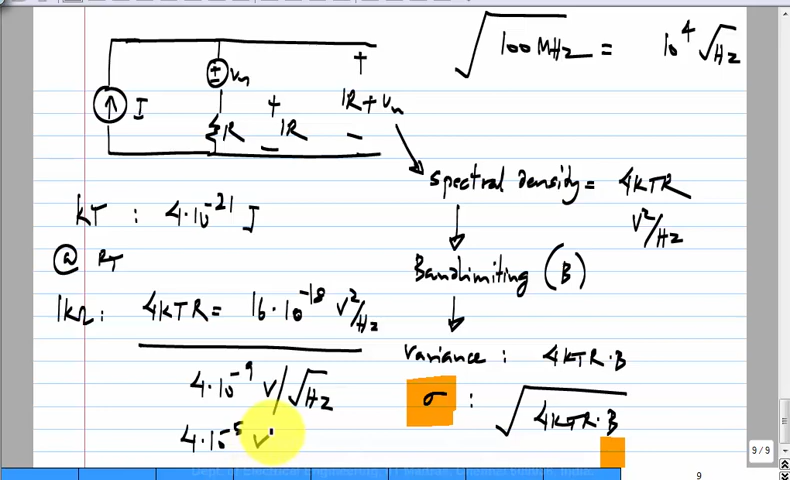 √100 MHz = 10⁴ √Hz
+
± vn
I
+
IR + vn
R
IR
−
−
spectral density = 4kTR
V²/Hz
kT : 4·10⁻²¹ J
@ RT
Bandlimiting (B)
1kΩ: 4kTR = 16·10⁻¹⁸ V²/Hz
variance : 4kTR·B
4·10⁻⁹ V/√Hz
σ : √4kTR·B
4·10⁻⁵ V
9/9
9